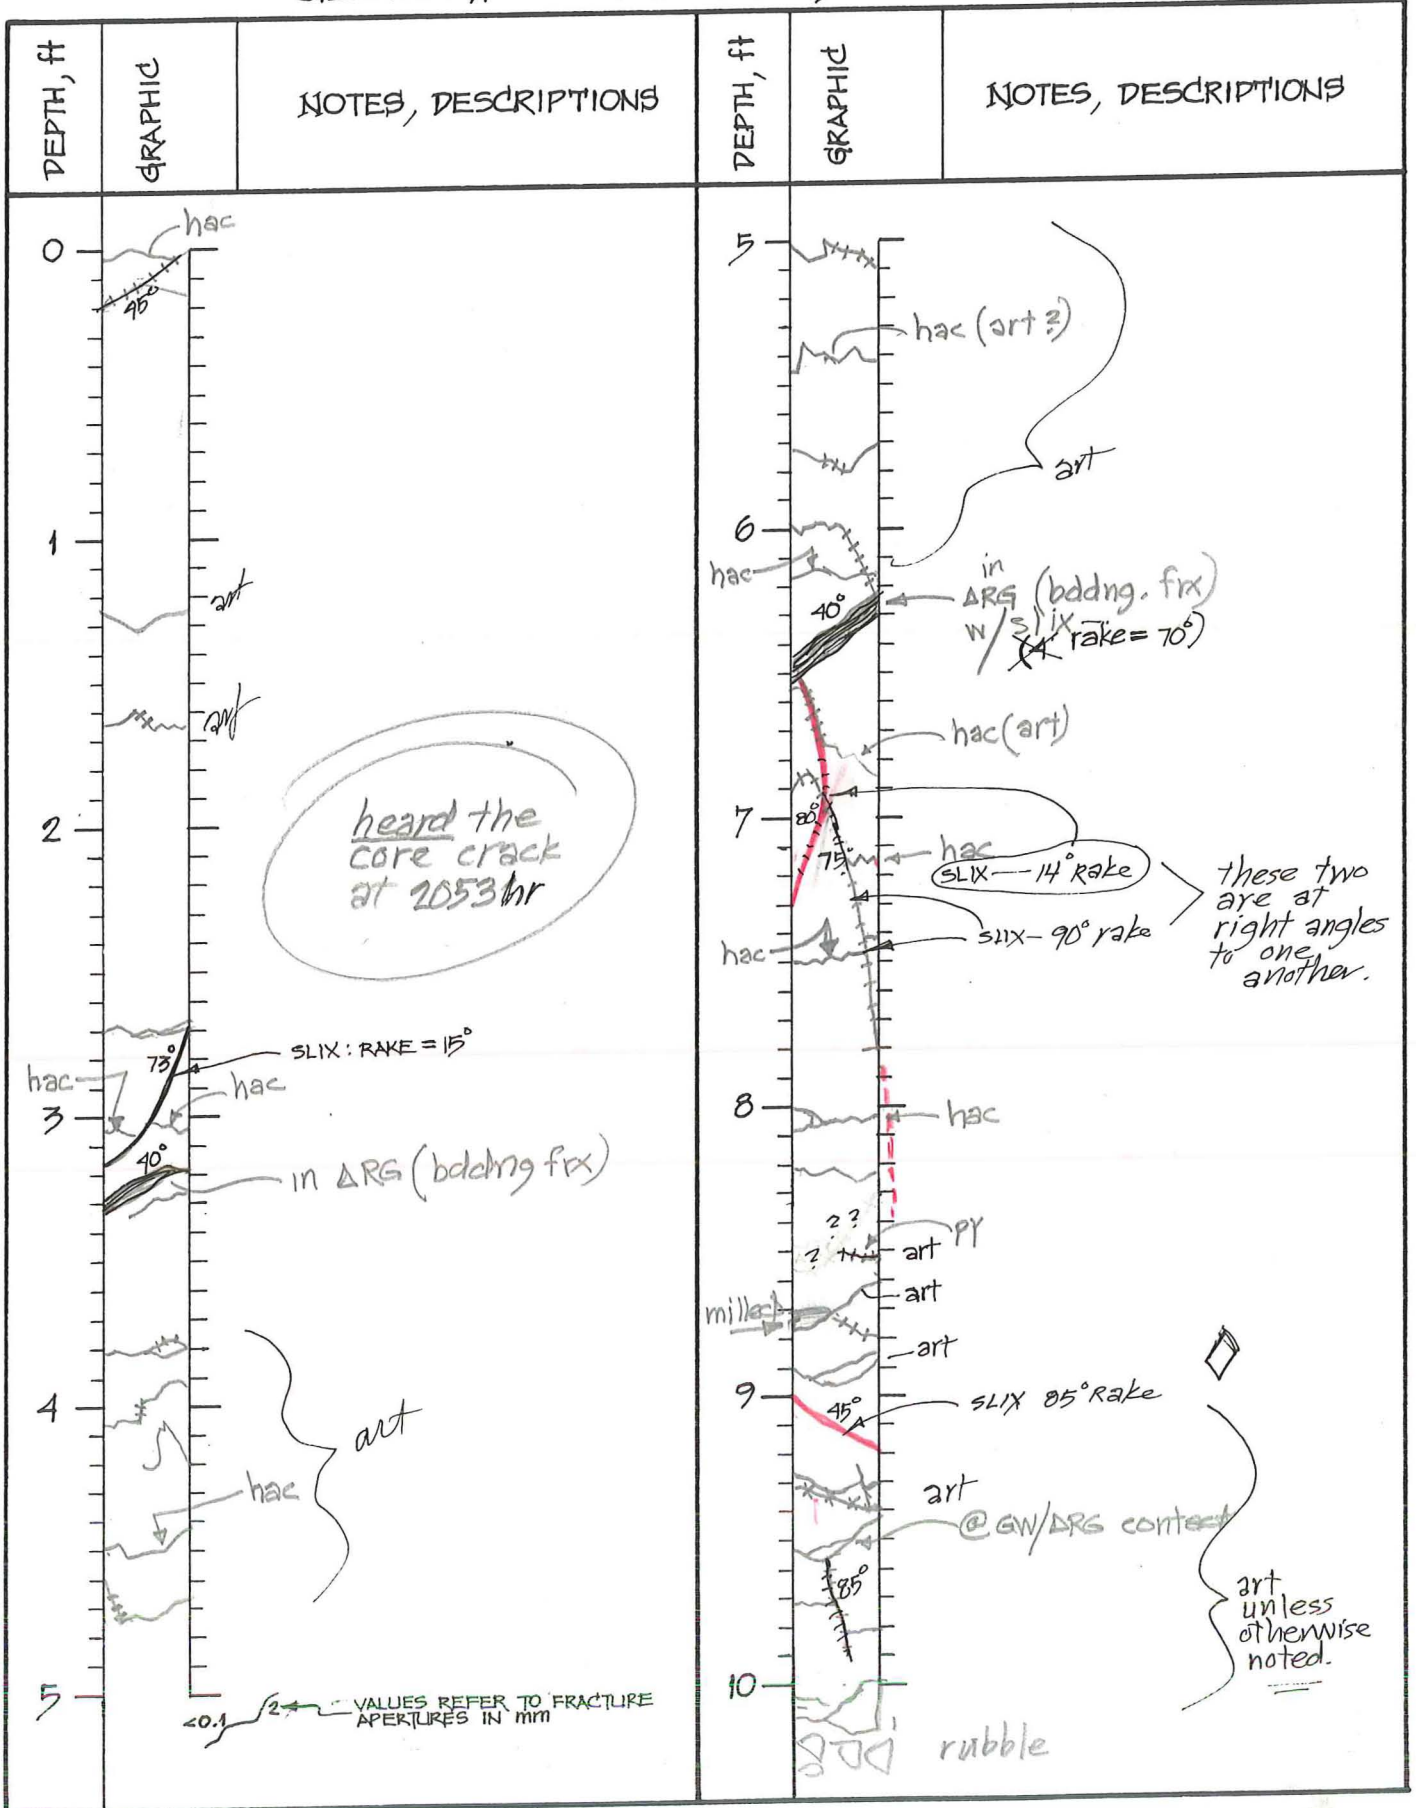 DEPTH, ft
GRAPHIC
NOTES, DESCRIPTIONS
hac
0
45°
1
art
art
2
heard the
core crack
at 2053 hr
73°
SLIX : RAKE = 15°
hac
hac
3
40°
in ARG (bddng frx)
4
art
hac
5
<0.1
2
VALUES REFER TO FRACTURE
APERTURES IN mm
DEPTH, ft
GRAPHIC
NOTES, DESCRIPTIONS
5
hac (art?)
art
6
hac
40°
in
ARG (bddng. frx)
w/ slix
rake = 70°)
hac (art)
7
80°
75°
hac
SLIX — 14° Rake
SLIX - 90° rake
these two
are at
right angles
to one
another.
hac
8
hac
? ?
?
PY
art
art
milled
art
9
45°
SLIX 85° Rake
art
@ GW/ARG contact
85°
art
unless
otherwise
noted.
10
rubble